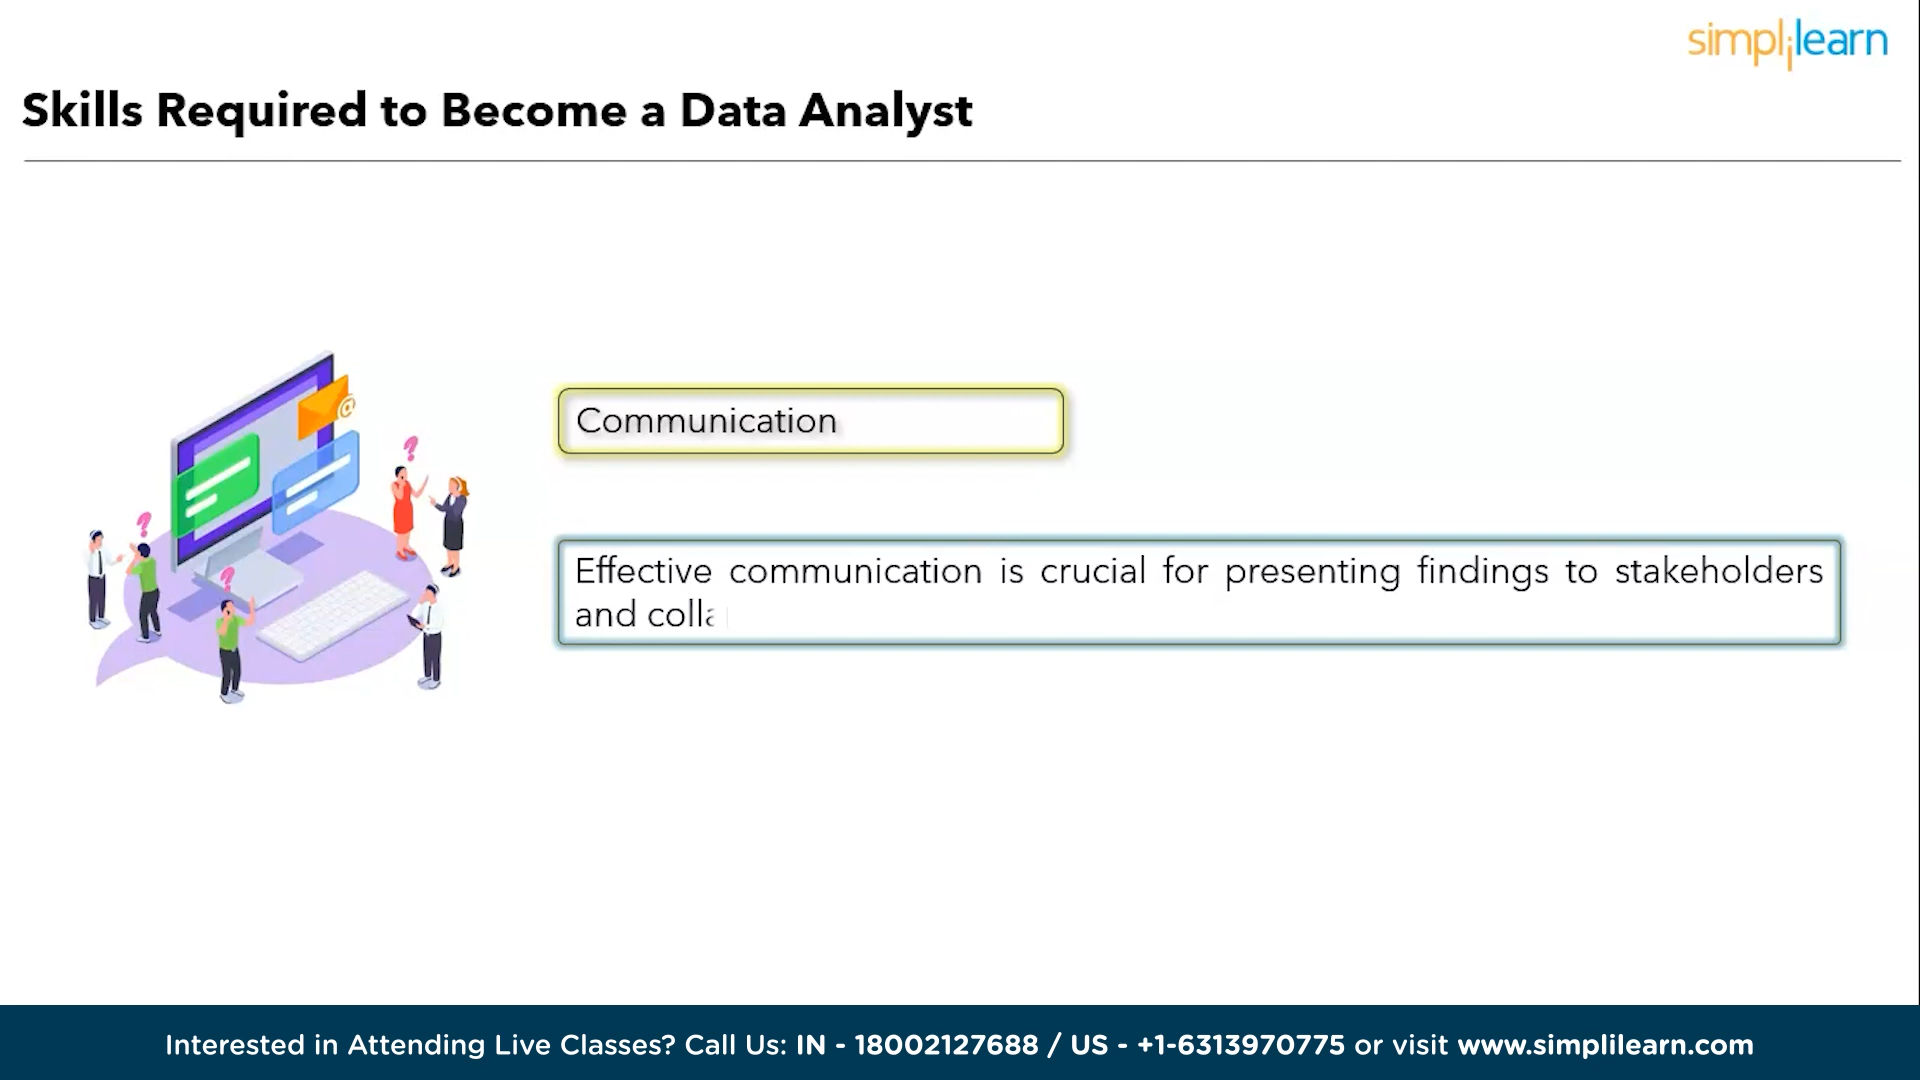 simplilearn
Skills Required to Become a Data Analyst
@
?
?
?
Communication
Effective communication is crucial for presenting findings to stakeholders
and
Interested in Attending Live Classes? Call Us: IN - 18002127688 / US - +1-6313970775 or visit www.simplilearn.com